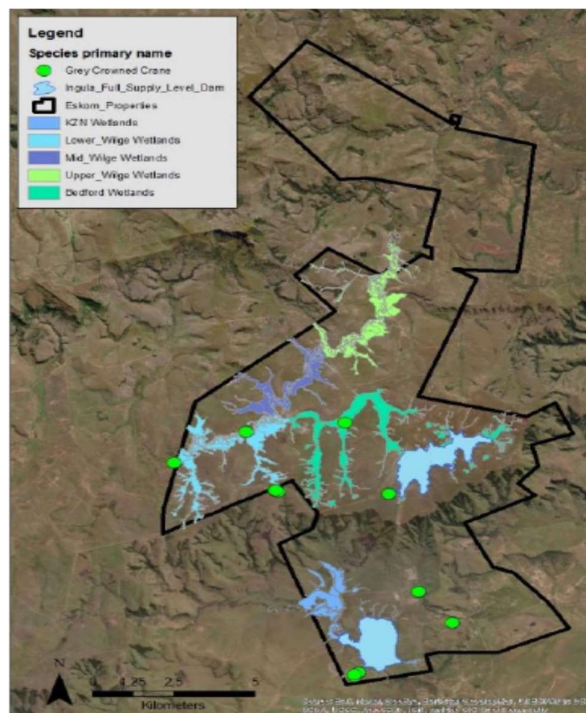 Legend
Species primary name
Grey Crowned Crane
Ingula_Full_Supply_Level_Dam
Eskom_Properties
KZN Wetlands
Lower_Wilge Wetlands
Mid_Wilge Wetlands
Upper_Wilge Wetlands
Bedford Wetlands
N
0 1.25 2.5 5
Kilometers